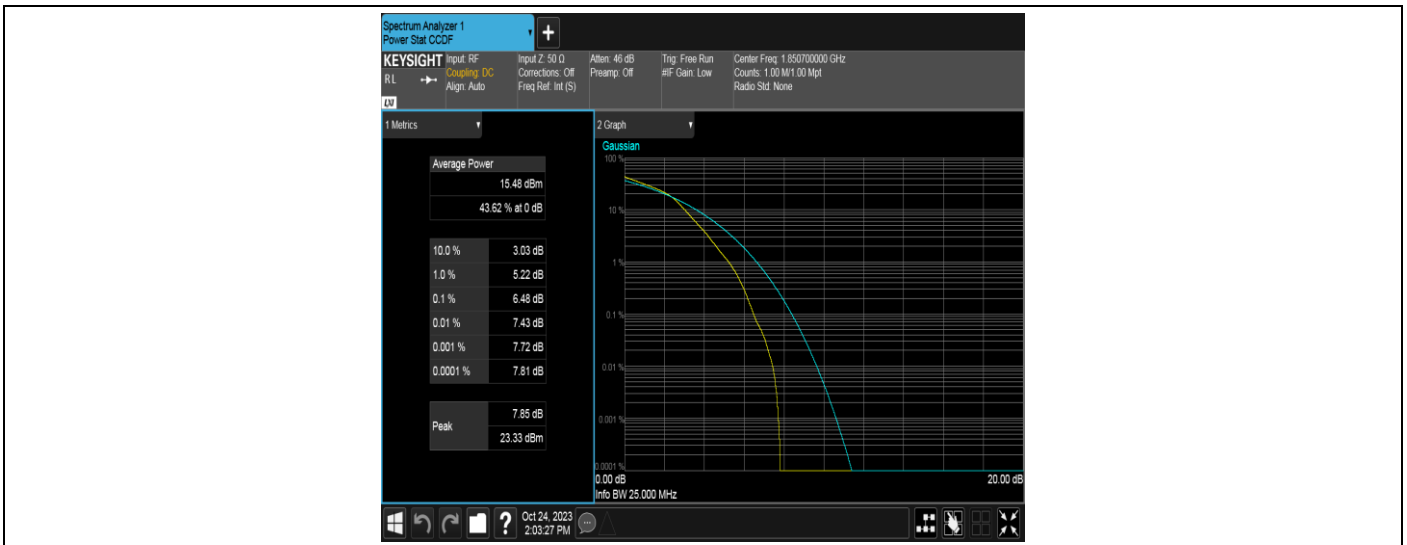 Spectrum Analyzer 1
Power Stat CCDF
+
KEYSIGHT
RL
LXI
Input: RF
Coupling: DC
Align: Auto
Input Z: 50 Ω
Corrections: Off
Freq Ref: Int (S)
Atten: 46 dB
Preamp: Off
Trig: Free Run
#IF Gain: Low
Center Freq: 1.850700000 GHz
Counts: 1.00 M/1.00 Mpt
Radio Std: None
1 Metrics
Average Power
15.48 dBm
43.62 % at 0 dB
10.0 % 3.03 dB
1.0 % 5.22 dB
0.1 % 6.48 dB
0.01 % 7.43 dB
0.001 % 7.72 dB
0.0001 % 7.81 dB
Peak
7.85 dB
23.33 dBm
2 Graph
Gaussian
100 %
10 %
1 %
0.1 %
0.01 %
0.001 %
0.0001 %
0.00 dB 20.00 dB
Info BW 25.000 MHz
?
Oct 24, 2023
2:03:27 PM